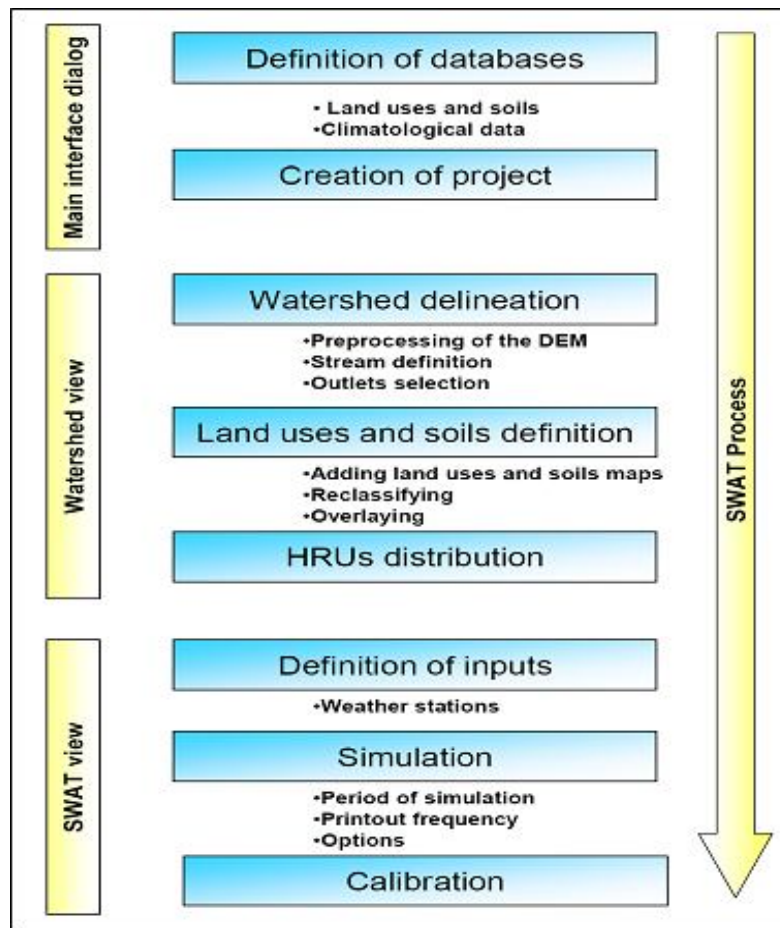 Main interface dialog
Definition of databases
• Land uses and soils
•Climatological data
Creation of project
Watershed view
Watershed delineation
•Preprocessing of the DEM
•Stream definition
•Outlets selection
Land uses and soils definition
•Adding land uses and soils maps
•Reclassifying
•Overlaying
HRUs distribution
SWAT view
Definition of inputs
•Weather stations
Simulation
•Period of simulation
•Printout frequency
•Options
Calibration
SWAT Process